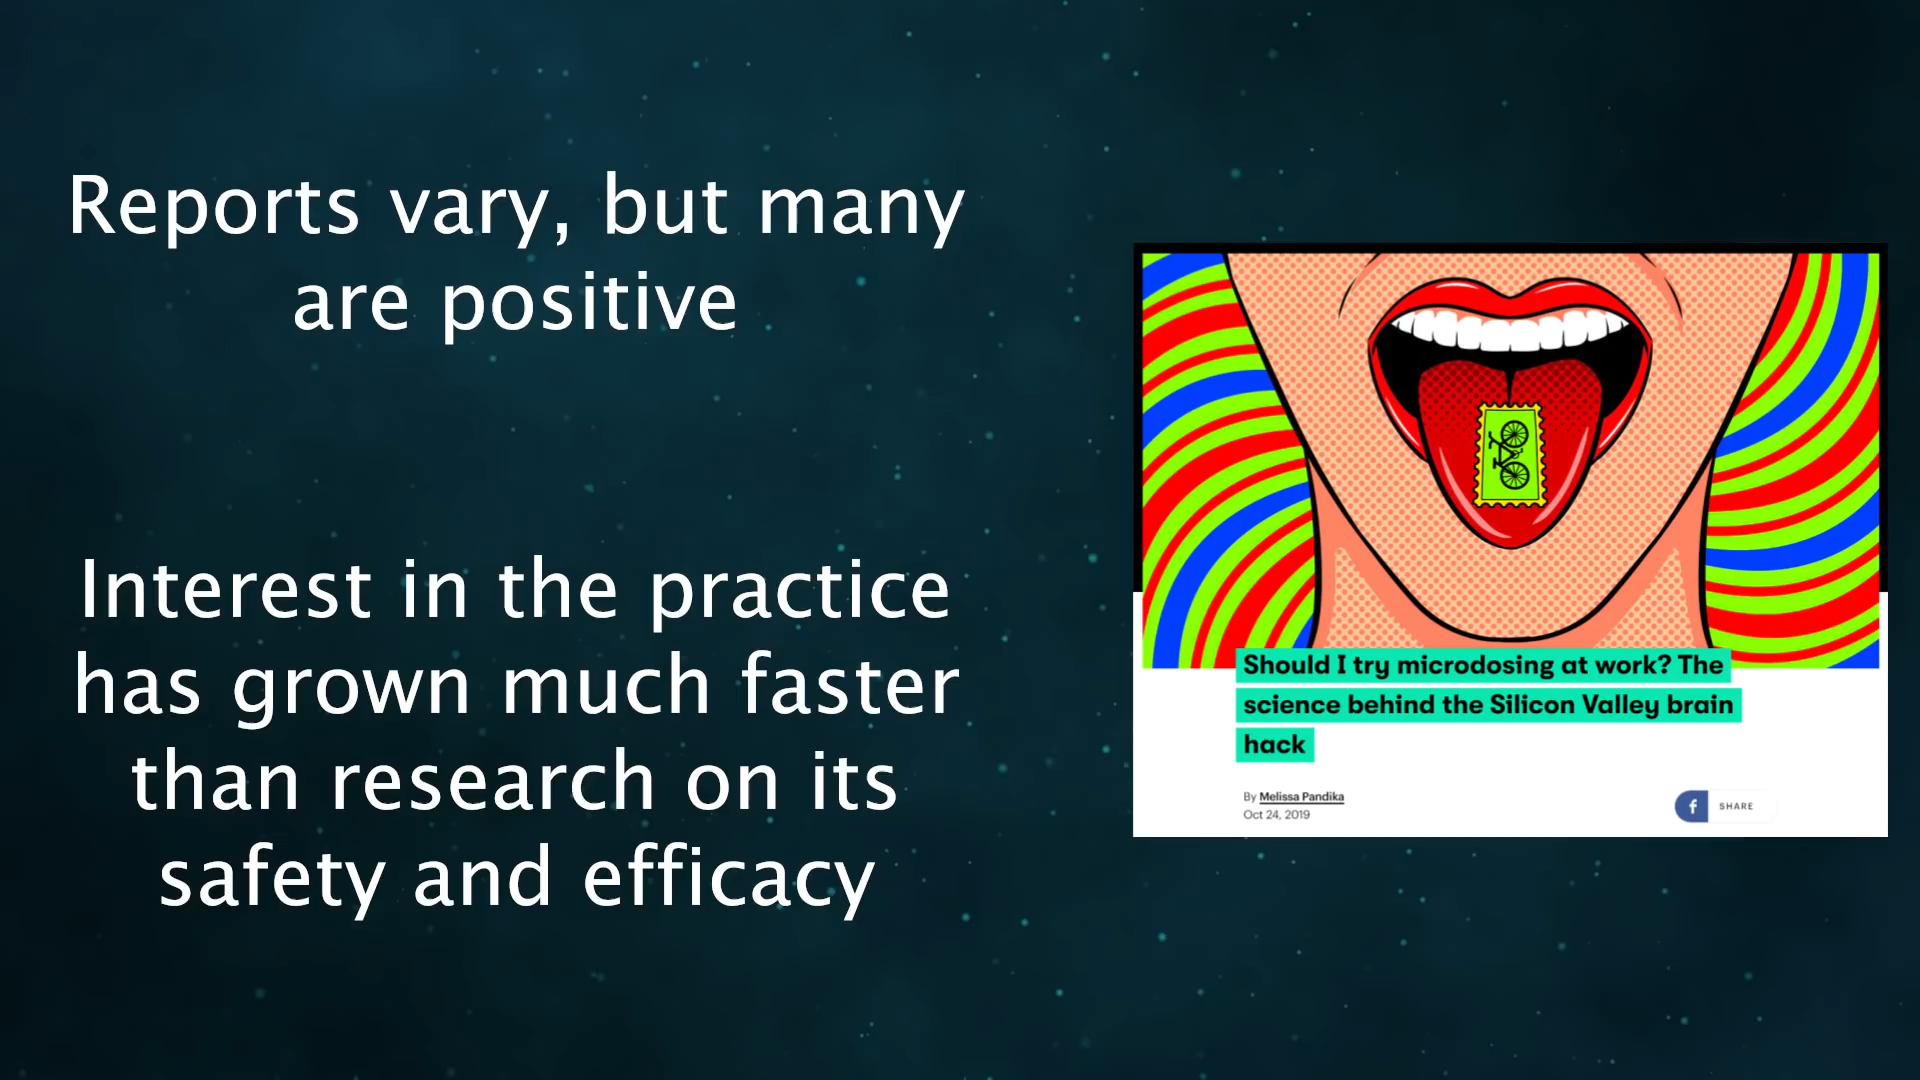 Reports vary, but many
are positive
Interest in the practice
has grown much faster
than research on its
safety and efficacy
Should I try microdosing at work? The
science behind the Silicon Valley brain
hack
By Melissa Pandika
Oct 24, 2019
f SHARE